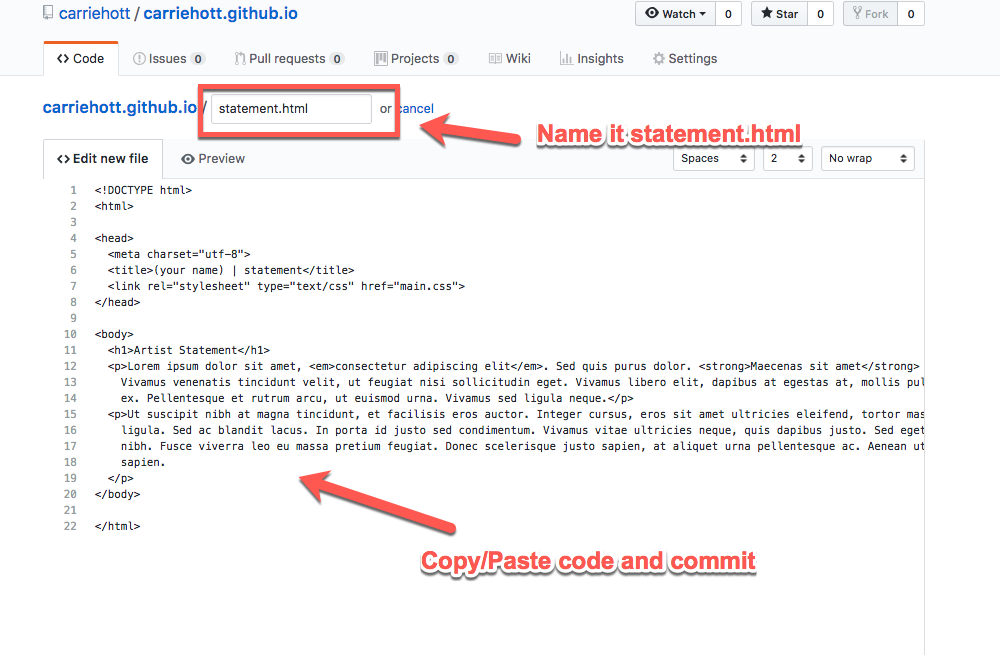 carriehott / carriehott.github.io
Watch 0 Star 0 Fork 0
Code Issues 0 Pull requests 0 Projects 0 Wiki Insights Settings
carriehott.github.io / statement.html or cancel
Name it statement.html
Edit new file Preview Spaces 2 No wrap
1 <!DOCTYPE html>
2 <html>
3
4 <head>
5 <meta charset="utf-8">
6 <title>(your name) | statement</title>
7 <link rel="stylesheet" type="text/css" href="main.css">
8 </head>
9
10 <body>
11 <h1>Artist Statement</h1>
12 <p>Lorem ipsum dolor sit amet, <em>consectetur adipiscing elit</em>. Sed quis purus dolor. <strong>Maecenas sit amet</strong>
13 Vivamus venenatis tincidunt velit, ut feugiat nisi sollicitudin eget. Vivamus libero elit, dapibus at egestas at, mollis pul
14 ex. Pellentesque et rutrum arcu, ut euismod urna. Vivamus sed ligula neque.</p>
15 <p>Ut suscipit nibh at magna tincidunt, et facilisis eros auctor. Integer cursus, eros sit amet ultricies eleifend, tortor mas
16 ligula. Sed ac blandit lacus. In porta id justo sed condimentum. Vivamus vitae ultricies neque, quis dapibus justo. Sed eget
17 nibh. Fusce viverra leo eu massa pretium feugiat. Donec scelerisque justo sapien, at aliquet urna pellentesque ac. Aenean ut
18 sapien.
19 </p>
20 </body>
21
22 </html>
Copy/Paste code and commit